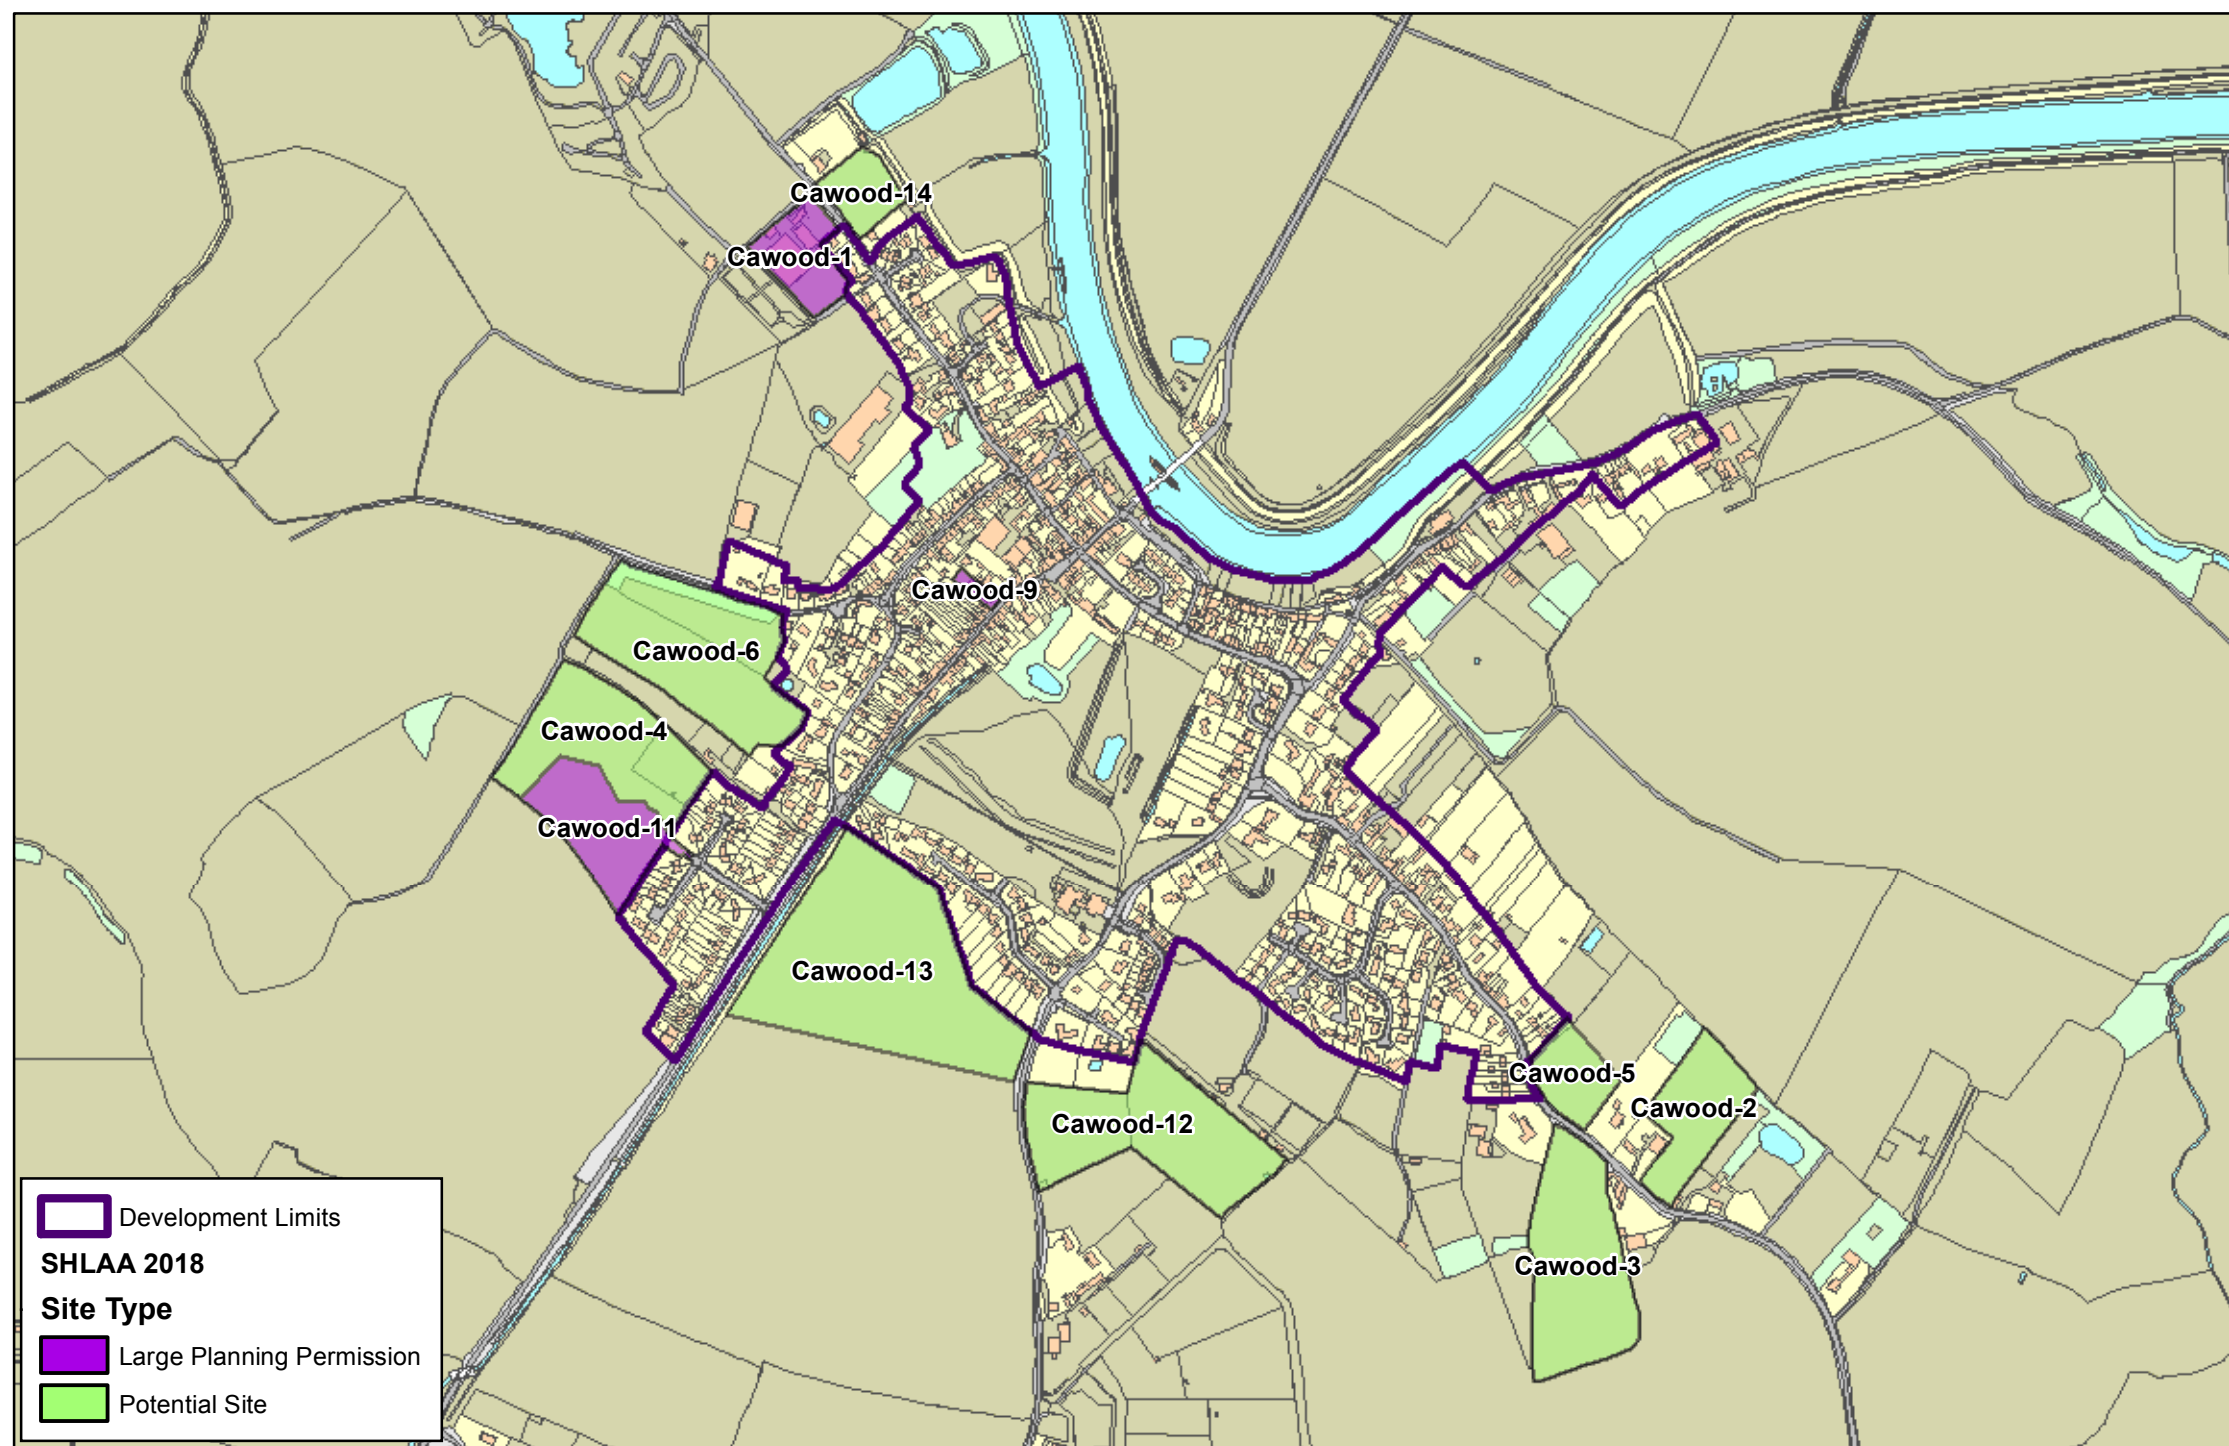 Cawood-14
Cawood-1
Cawood-9
Cawood-6
Cawood-4
Cawood-11
Cawood-13
Cawood-5
Cawood-2
Cawood-12
Cawood-3
Development Limits
SHLAA 2018
Site Type
Large Planning Permission
Potential Site